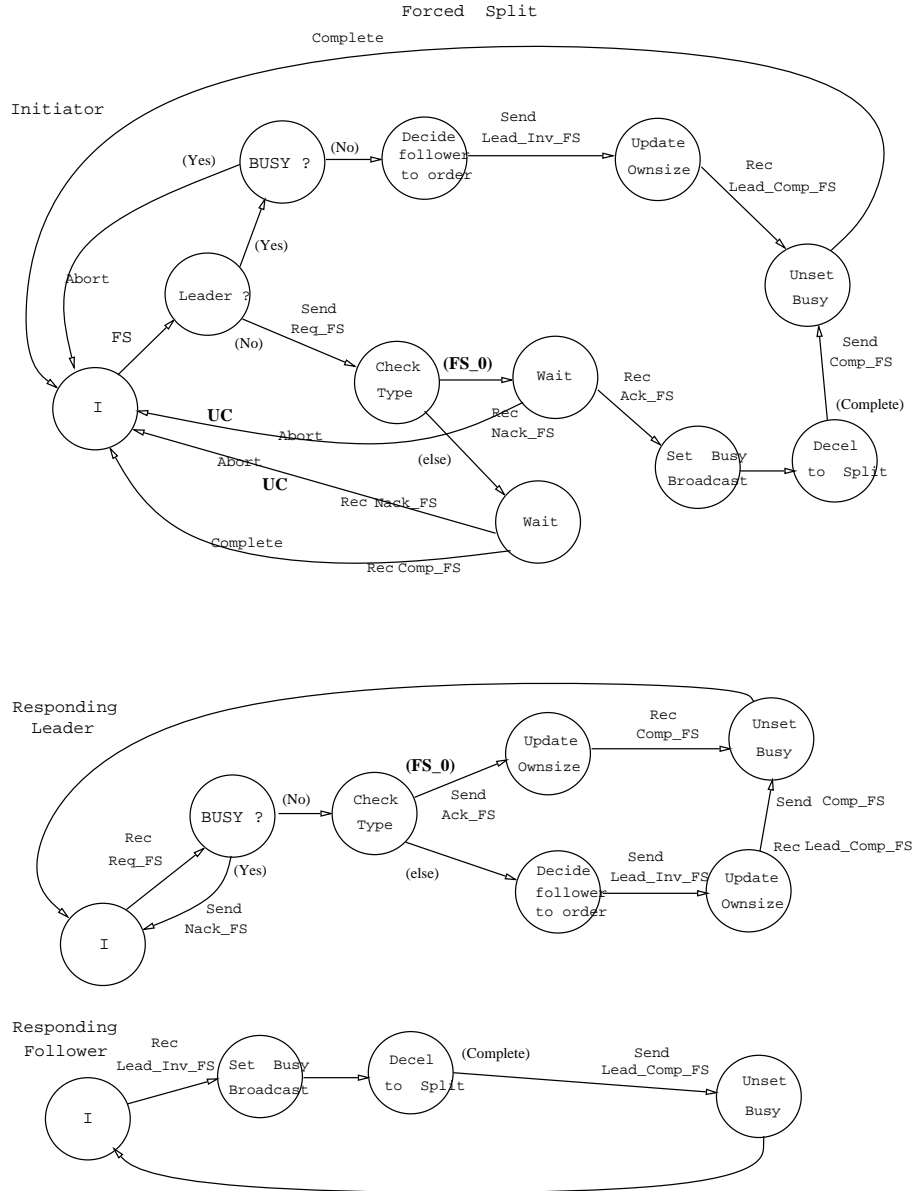 Forced Split
Complete
Initiator
Send
Lead_Inv_FS
(Yes)
BUSY ?
(No)
Decide
follower
to order
Update
Ownsize
Rec
Lead_Comp_FS
(Yes)
Abort
Leader ?
Unset
Busy
FS
(No)
Send
Req_FS
Check
Type
(FS_0)
Wait
Rec
Ack_FS
Send
Comp_FS
(Complete)
I
UC
Abort
Rec
Nack_FS
(else)
Abort
UC
Set Busy
Broadcast
Decel
to Split
Rec Nack_FS
Wait
Complete
Rec Comp_FS
Responding
Leader
Update
Ownsize
Rec
Comp_FS
Unset
Busy
(FS_0)
Send
Ack_FS
BUSY ?
(No)
Check
Type
Send Comp_FS
Rec
Req_FS
(Yes)
Send
Nack_FS
(else)
Decide
follower
to order
Send
Lead_Inv_FS
Rec Lead_Comp_FS
Update
Ownsize
I
Responding
Follower
Rec
Lead_Inv_FS
Set Busy
Broadcast
Decel
to Split
(Complete)
Send
Lead_Comp_FS
Unset
Busy
I